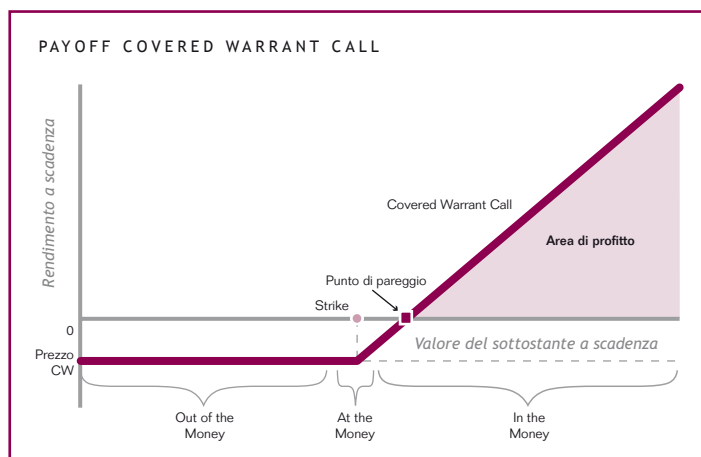 PAYOFF COVERED WARRANT CALL
Rendimento a scadenza
Covered Warrant Call
Area di profitto
Punto di pareggio
Strike
0
Valore del sottostante a scadenza
Prezzo
CW
Out of the
Money
At the
Money
In the
Money